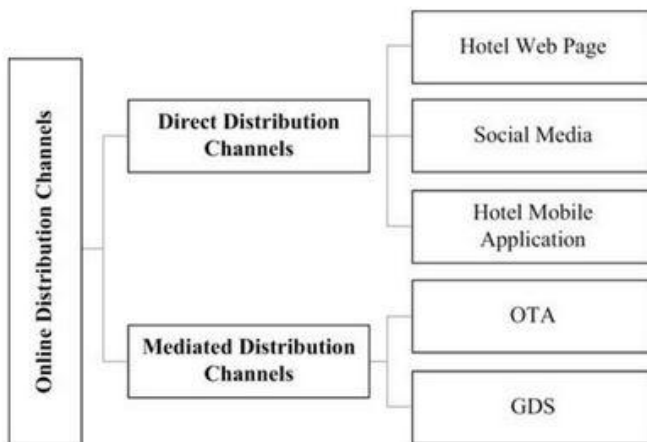 Online Distribution Channels
Direct Distribution
Channels
Hotel Web Page
Social Media
Hotel Mobile
Application
Mediated Distribution
Channels
OTA
GDS